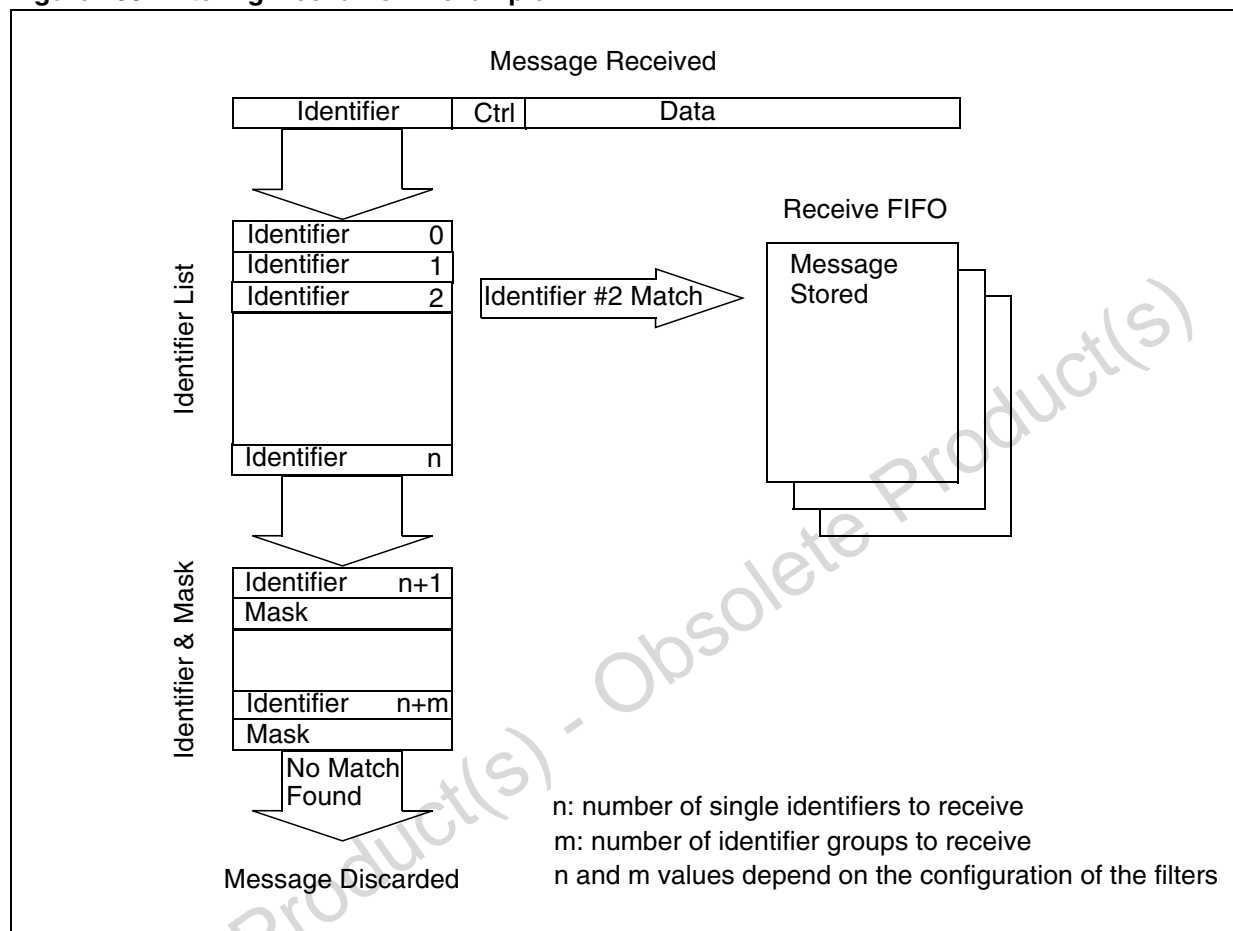 Message Received
Identifier Ctrl Data
Receive FIFO
Identifier List
Identifier 0
Identifier 1
Identifier 2
Identifier #2 Match
Message
Stored
Identifier n
Identifier & Mask
Identifier n+1
Mask
Identifier n+m
Mask
No Match
Found
Message Discarded
n: number of single identifiers to receive
m: number of identifier groups to receive
n and m values depend on the configuration of the filters
Product(s) - Obsolete Product(s)